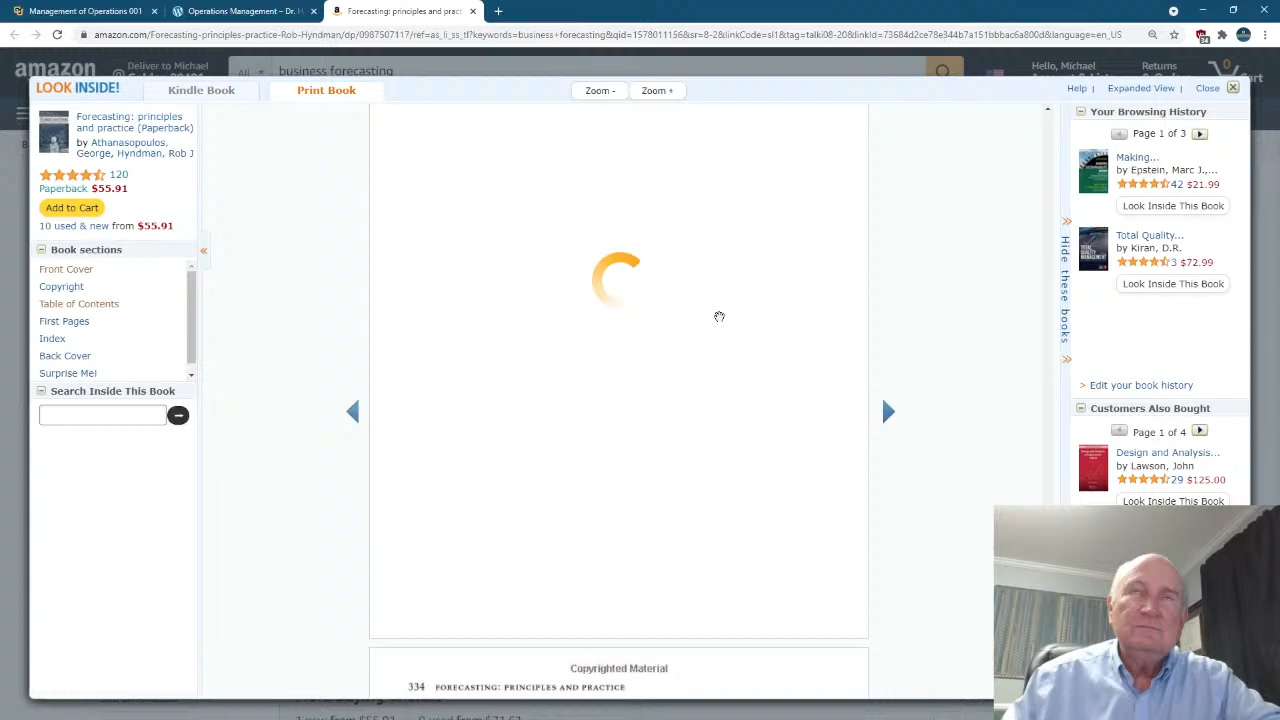 Management of Operations 001
Operations Management – Dr. H
Forecasting: principles and prac
amazon.com/Forecasting-principles-practice-Rob-Hyndman/dp/0987507117/ref=as_li_ss_tl?keywords=business+forecasting&qid=1578011156&sr=8-2&linkCode=sl1&tag=talki08-20&linkId=73684d2ce78e344b7a151bbbac6a800d&language=en_US
amazon
Deliver to Michael
All
business forecasting
Hello, Michael
Returns
0
LOOK INSIDE!
Kindle Book
Print Book
Zoom -
Zoom +
Help |
Expanded View |
Close
Forecasting: principles
and practice (Paperback)
by Athanasopoulos,
George, Hyndman, Rob J
120
Paperback $55.91
Add to Cart
10 used & new from $55.91
Book sections
Front Cover
Copyright
Table of Contents
First Pages
Index
Back Cover
Surprise Me!
Search Inside This Book
Copyrighted Material
334 FORECASTING: PRINCIPLES AND PRACTICE
Hide these books
Your Browsing History
Page 1 of 3
Making...
by Epstein, Marc J.,...
42 $21.99
Look Inside This Book
Total Quality...
by Kiran, D.R.
3 $72.99
Look Inside This Book
> Edit your book history
Customers Also Bought
Page 1 of 4
Design and Analysis...
by Lawson, John
29 $125.00
Look Inside This Book